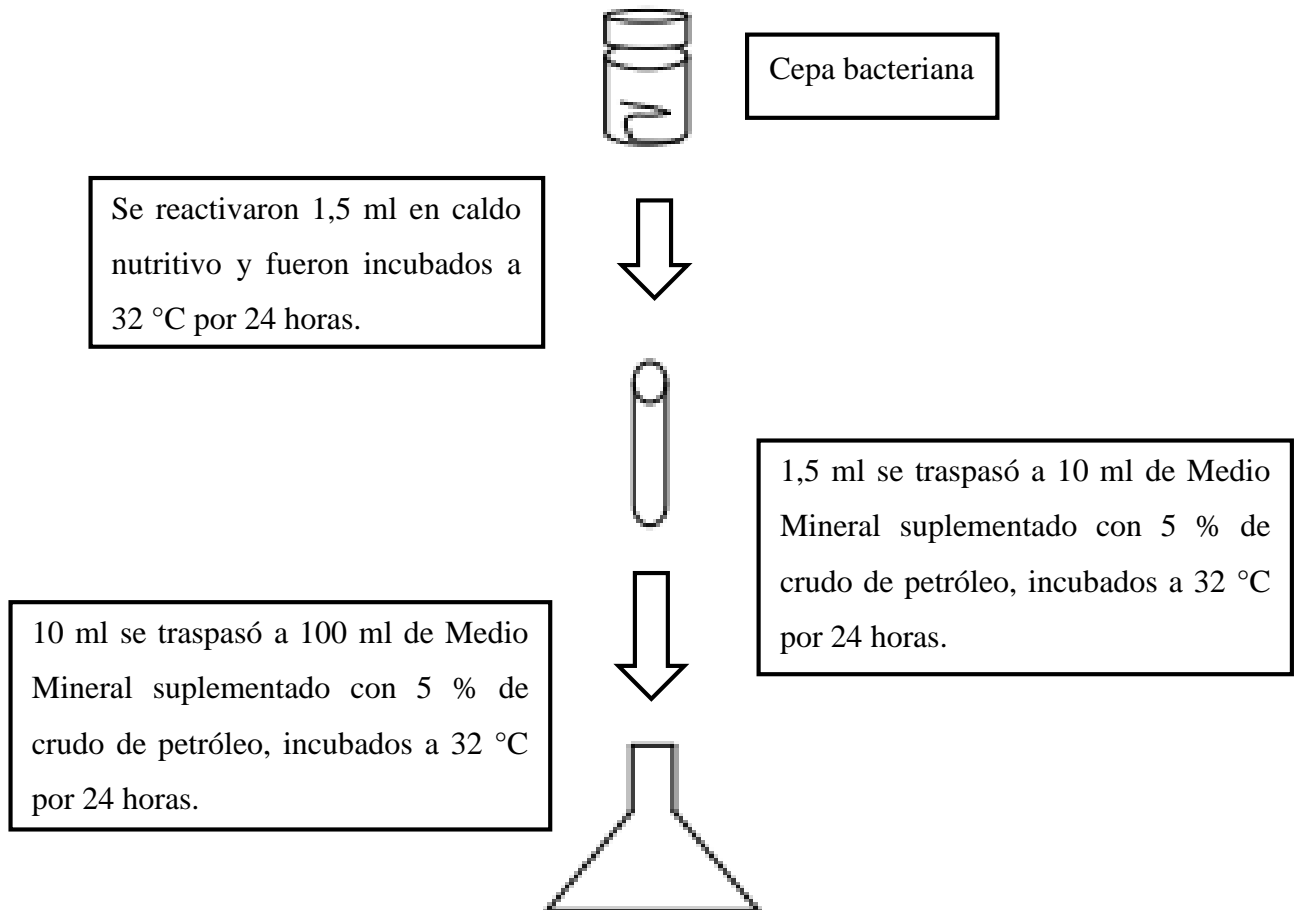 Cepa bacteriana
Se reactivaron 1,5 ml en caldo
nutritivo y fueron incubados a
32 °C por 24 horas.
1,5 ml se traspasó a 10 ml de Medio
Mineral suplementado con 5 % de
crudo de petróleo, incubados a 32 °C
por 24 horas.
10 ml se traspasó a 100 ml de Medio
Mineral suplementado con 5 % de
crudo de petróleo, incubados a 32 °C
por 24 horas.